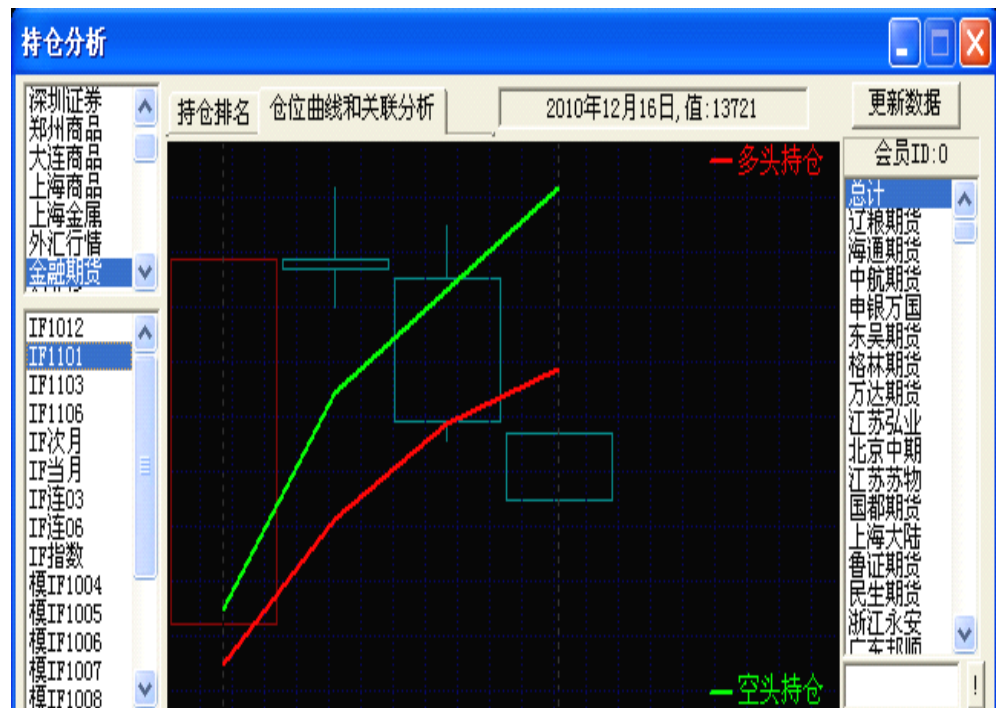 持仓分析
深圳证券
郑州商品
大连商品
上海商品
上海金属
外汇行情
金融期货
持仓排名
仓位曲线和关联分析
2010年12月16日,值:13721
更新数据
IF1012
IF1101
IF1103
IF1106
IF次月
IF当月
IF连03
IF连06
IF指数
模IF1004
模IF1005
模IF1006
模IF1007
模IF1008
多头持仓
空头持仓
会员ID:0
总计
辽粮期货
海通期货
中航期货
申银万国
东吴期货
格林期货
万达期货
江苏弘业
北京中期
江苏苏物
国都期货
上海大陆
鲁证期货
民生期货
浙江永安
广东邦顺
!